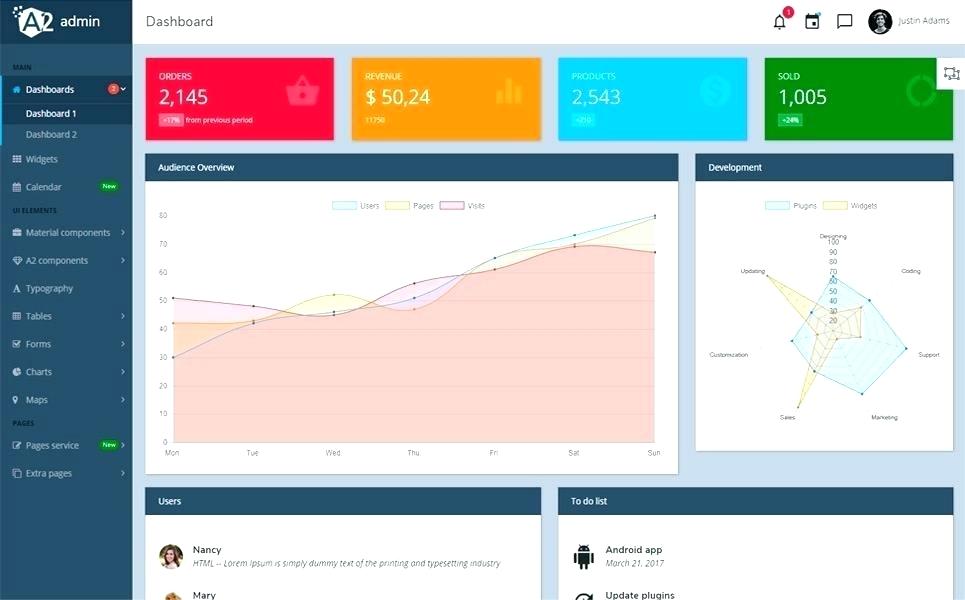 A2 admin
Dashboard
1
Justin Adams
MAIN
Dashboards 2
Dashboard 1
Dashboard 2
Widgets
Calendar New
UI ELEMENTS
Material components
A2 components
Typography
Tables
Forms
Charts
Maps
PAGES
Pages service New
Extra pages
ORDERS
2,145
+17% from previous period
REVENUE
$ 50,24
11750
PRODUCTS
2,543
+210
SOLD
1,005
+24%
Audience Overview
Users Pages Visits
80
70
60
50
40
30
20
10
0
Mon Tue Wed Thu Fri Sat Sun
Development
Plugins Widgets
Designing
100
90
80
70
60
50
40
30
20
Updating
Coding
Customization
Support
Sales
Marketing
Users
Nancy
HTML -- Lorem Ipsum is simply dummy text of the printing and typesetting industry
Mary
To do list
Android app
March 21, 2017
Update plugins